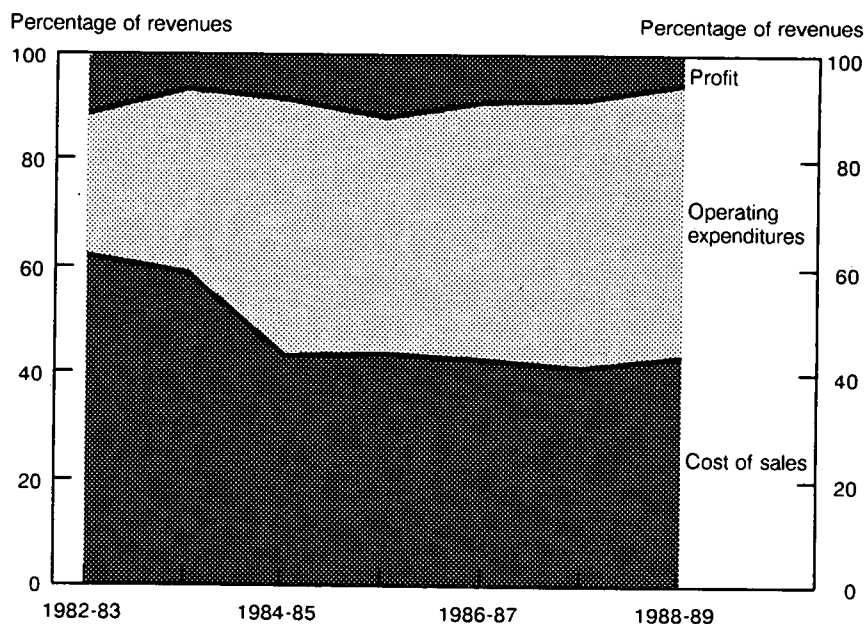 Percentage of revenues
Percentage of revenues
100
100
Profit
80
80
Operating
expenditures
60
60
40
40
Cost of sales
20
20
0
0
1982-83
1984-85
1986-87
1988-89